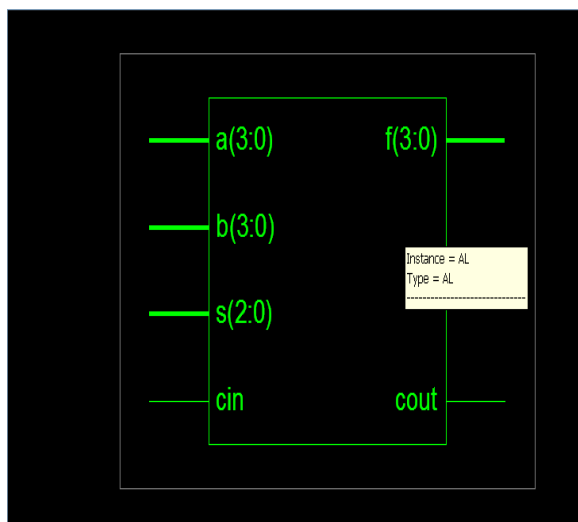 a(3:0) f(3:0)
b(3:0)
Instance = AL
Type = AL
------------------------------
s(2:0)
cin cout